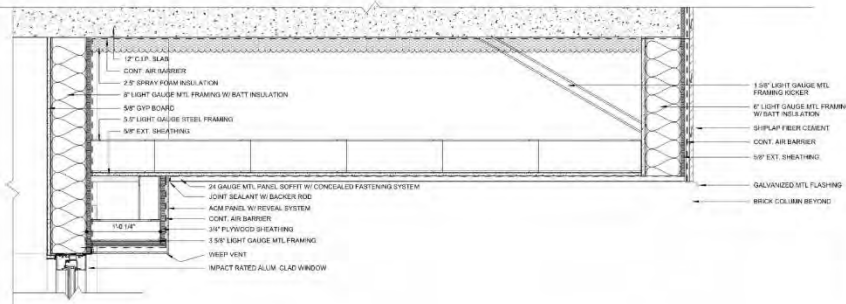 12" C.I.P. SLAB
CONT. AIR BARRIER
2.5" SPRAY FOAM INSULATION
8" LIGHT GAUGE MTL FRAMING W/ BATT INSULATION
5/8" GYP BOARD
5.5" LIGHT GAUGE STEEL FRAMING
5/8" EXT. SHEATHING
24 GAUGE MTL PANEL SOFFIT W/ CONCEALED FASTENING SYSTEM
JOINT SEALANT W/ BACKER ROD
ACM PANEL W/ REVEAL SYSTEM
CONT. AIR BARRIER
3/4" PLYWOOD SHEATHING
3 5/8" LIGHT GAUGE MTL FRAMING
WEEP VENT
IMPACT RATED ALUM. CLAD WINDOW
1'-0 1/4"
1 5/8" LIGHT GAUGE MTL
FRAMING KICKER
6" LIGHT GAUGE MTL FRAMIN
W/ BATT INSULATION
SHIPLAP FIBER CEMENT
CONT. AIR BARRIER
5/8" EXT. SHEATHING
GALVANIZED MTL FLASHING
BRICK COLUMN BEYOND